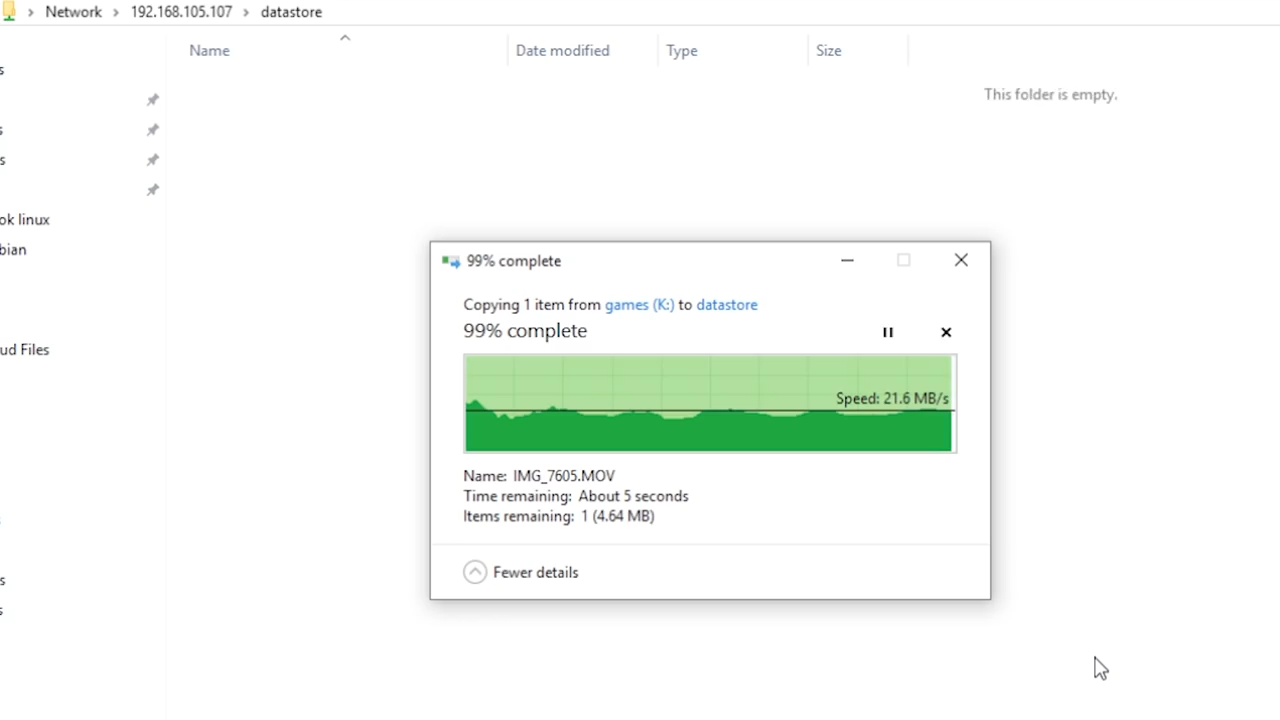 Network > 192.168.105.107 > datastore
Name Date modified Type Size
This folder is empty.
s
s
s
ok linux
bian
ud Files
s
s
99% complete
Copying 1 item from games (K:) to datastore
99% complete
Speed: 21.6 MB/s
Name: IMG_7605.MOV
Time remaining: About 5 seconds
Items remaining: 1 (4.64 MB)
Fewer details